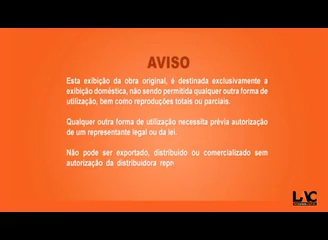 AVISO
Esta exibição da obra original, é destinada exclusivamente a
exibição doméstica, não sendo permitida qualquer outra forma de
utilização, bem como reproduções totais ou parciais.
Qualquer outra forma de utilização necessita prévia autorização
de um representante legal ou da lei.
Não pode ser exportado, distribuído ou comercializado sem
autorização da distribuidora repr